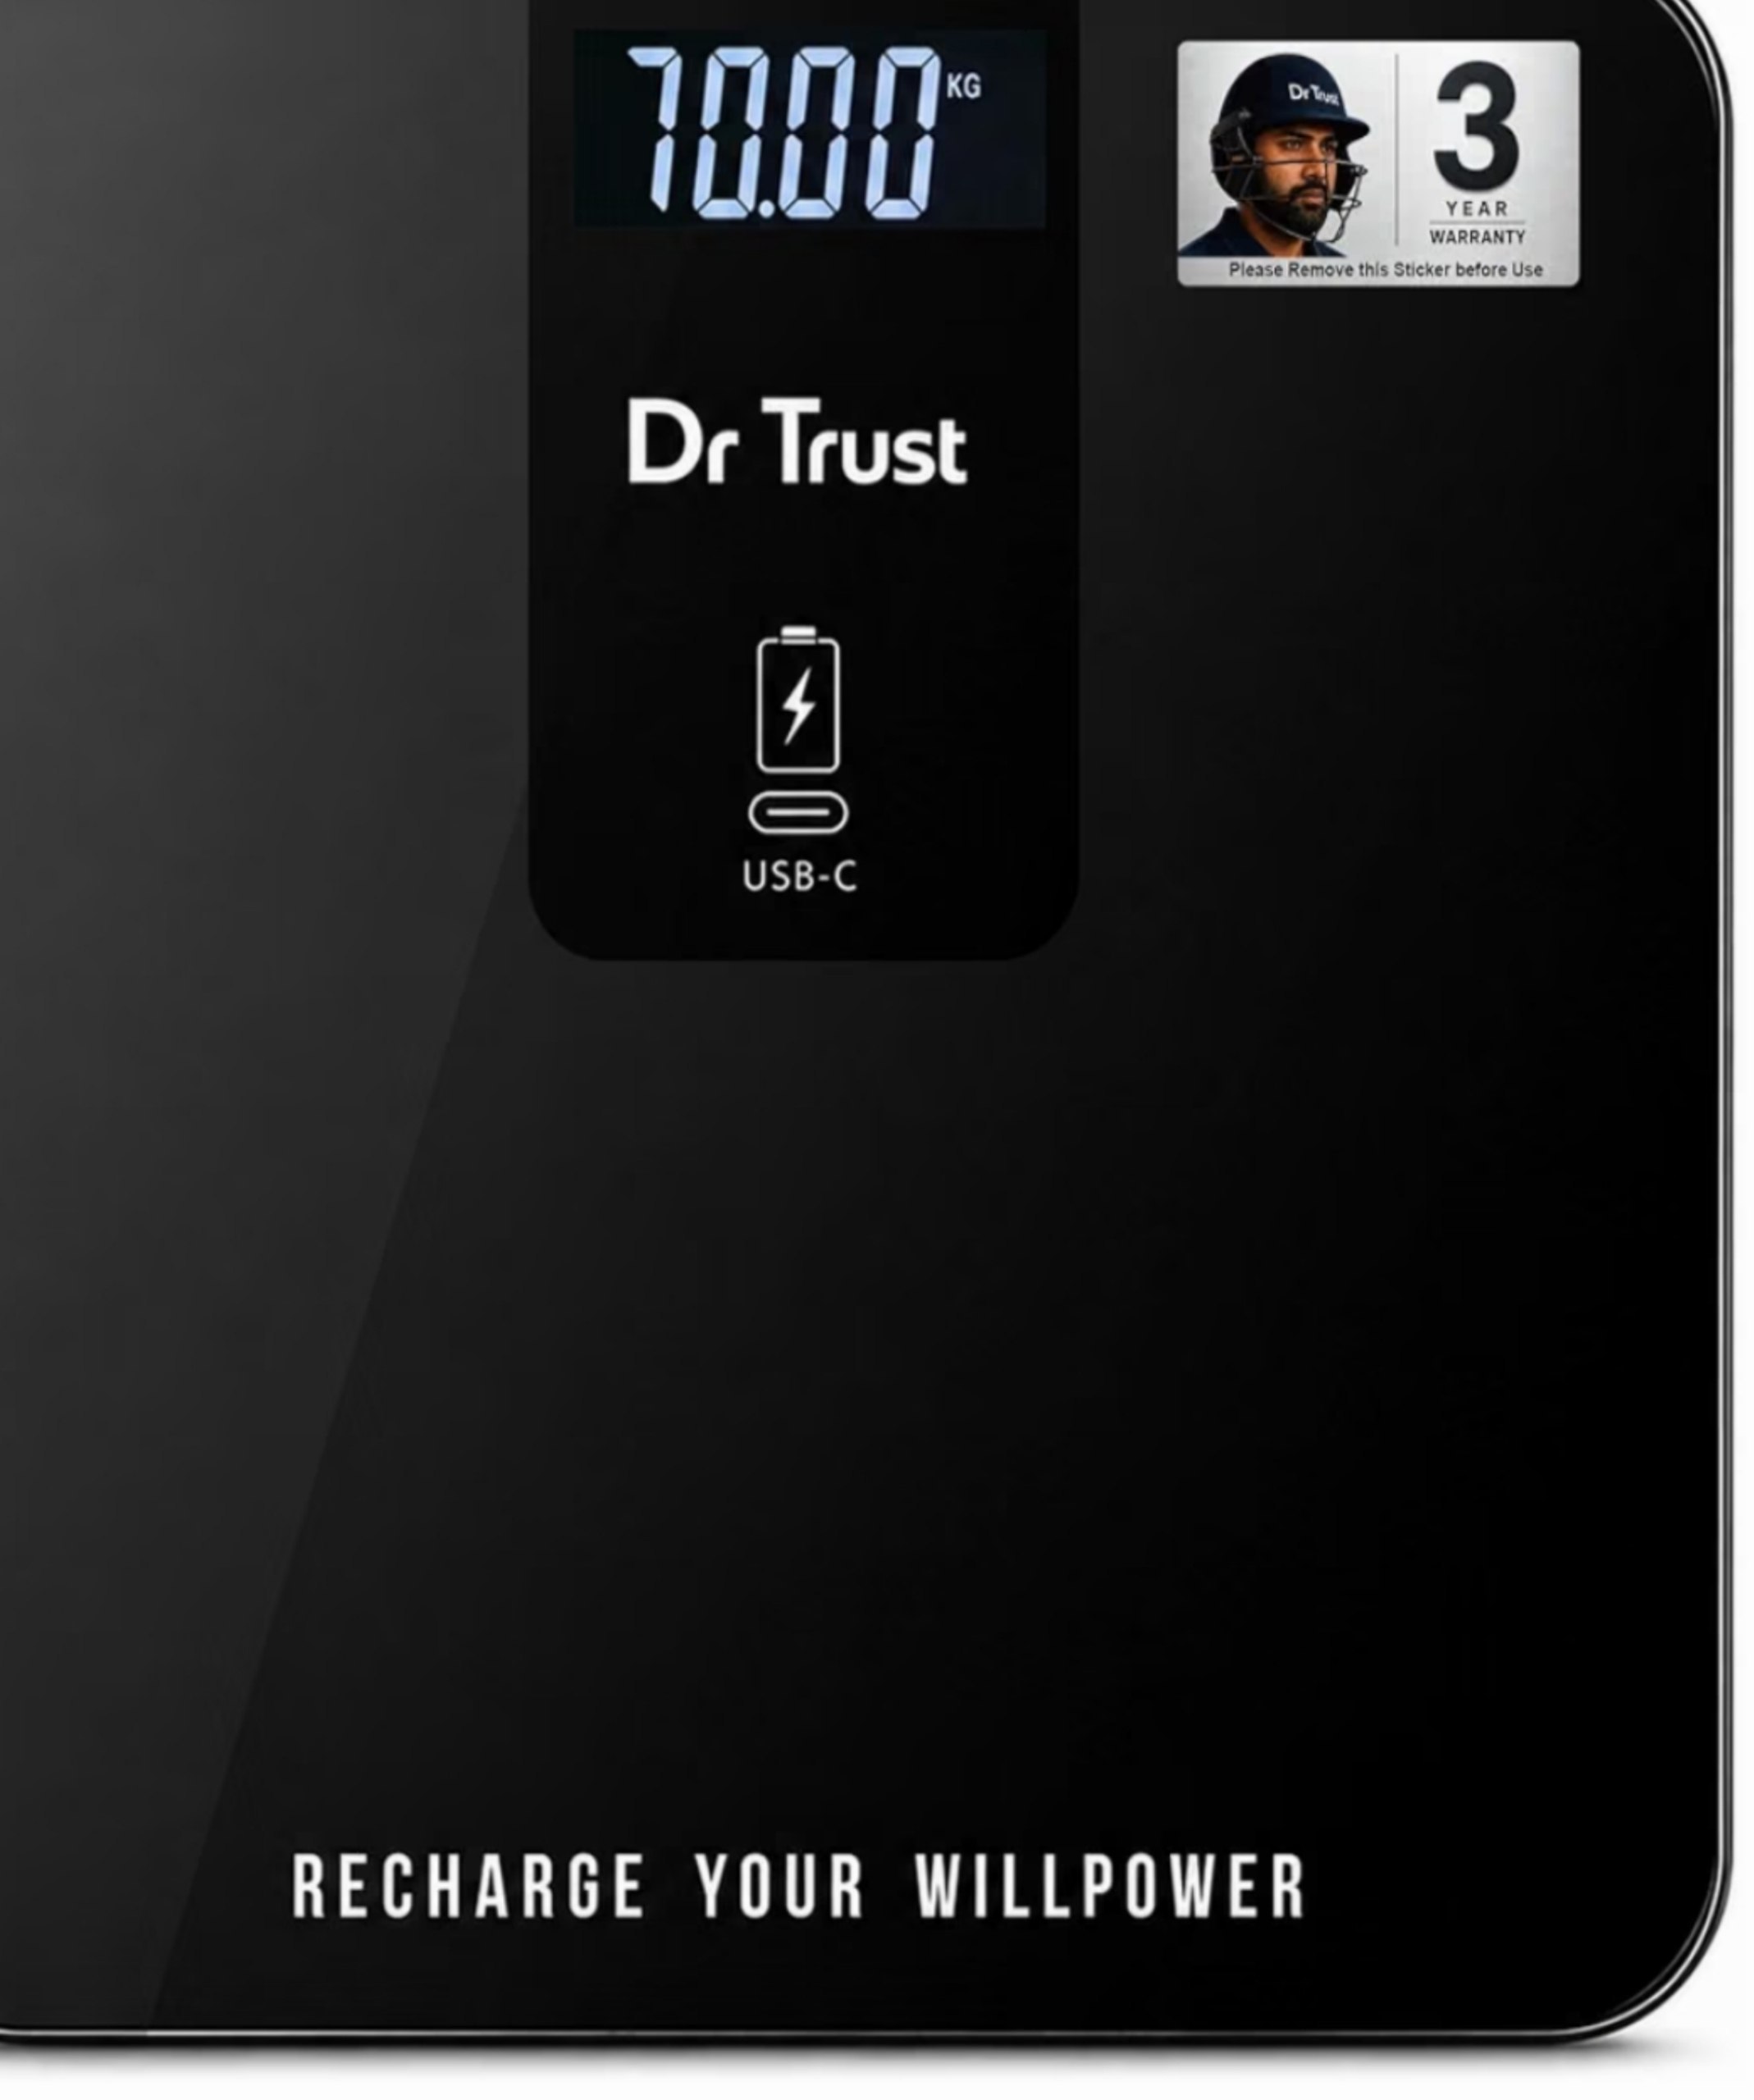 70.00 KG
Dr Trust
3
YEAR
WARRANTY
Please Remove this Sticker before Use
Dr Trust
USB-C
RECHARGE YOUR WILLPOWER